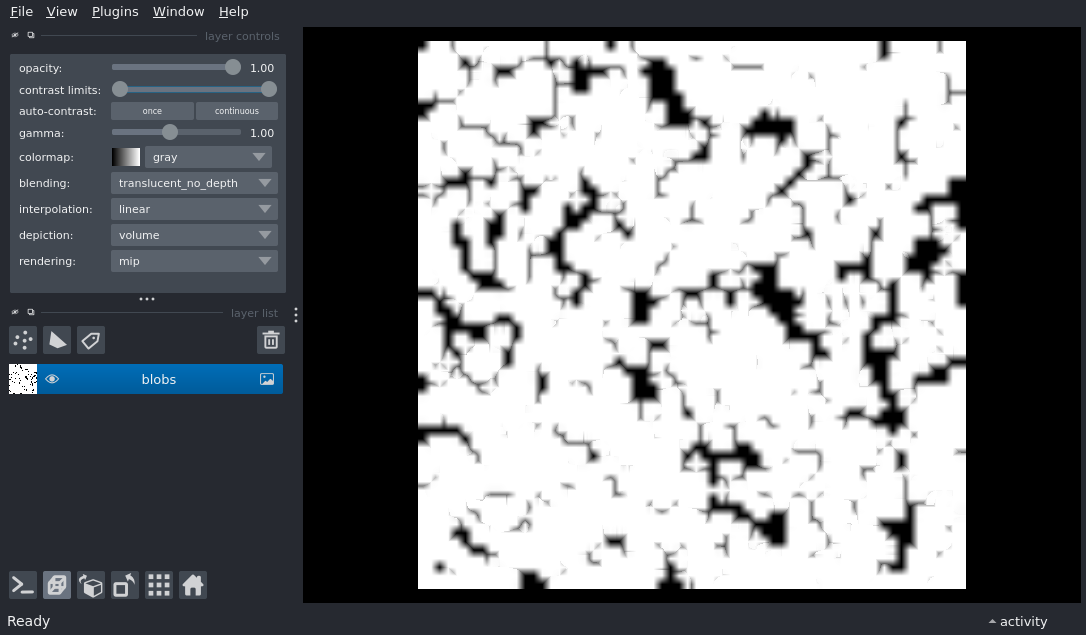 File View Plugins Window Help
layer controls
opacity: 1.00
contrast limits:
auto-contrast: once continuous
gamma: 1.00
colormap: gray
blending: translucent_no_depth
interpolation: linear
depiction: volume
rendering: mip
layer list
blobs
Ready activity